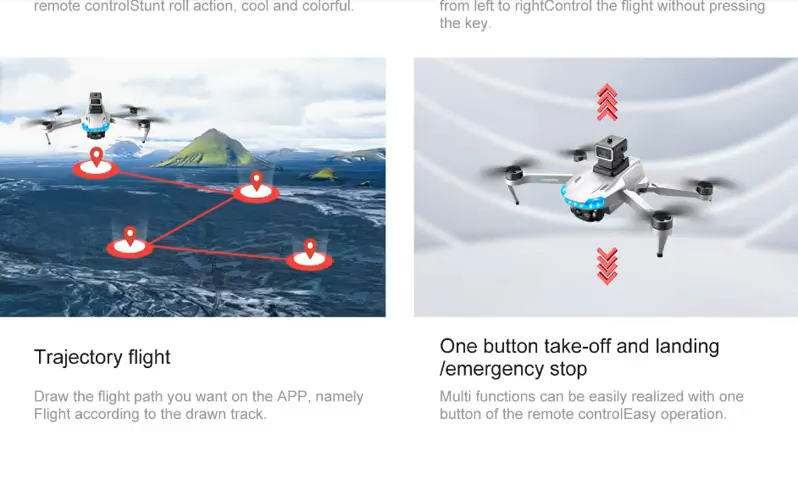 remote controlStunt roll action, cool and colorful.
from left to rightControl the flight without pressing
the key.
Trajectory flight
Draw the flight path you want on the APP, namely
Flight according to the drawn track.
One button take-off and landing
/emergency stop
Multi functions can be easily realized with one
button of the remote controlEasy operation.